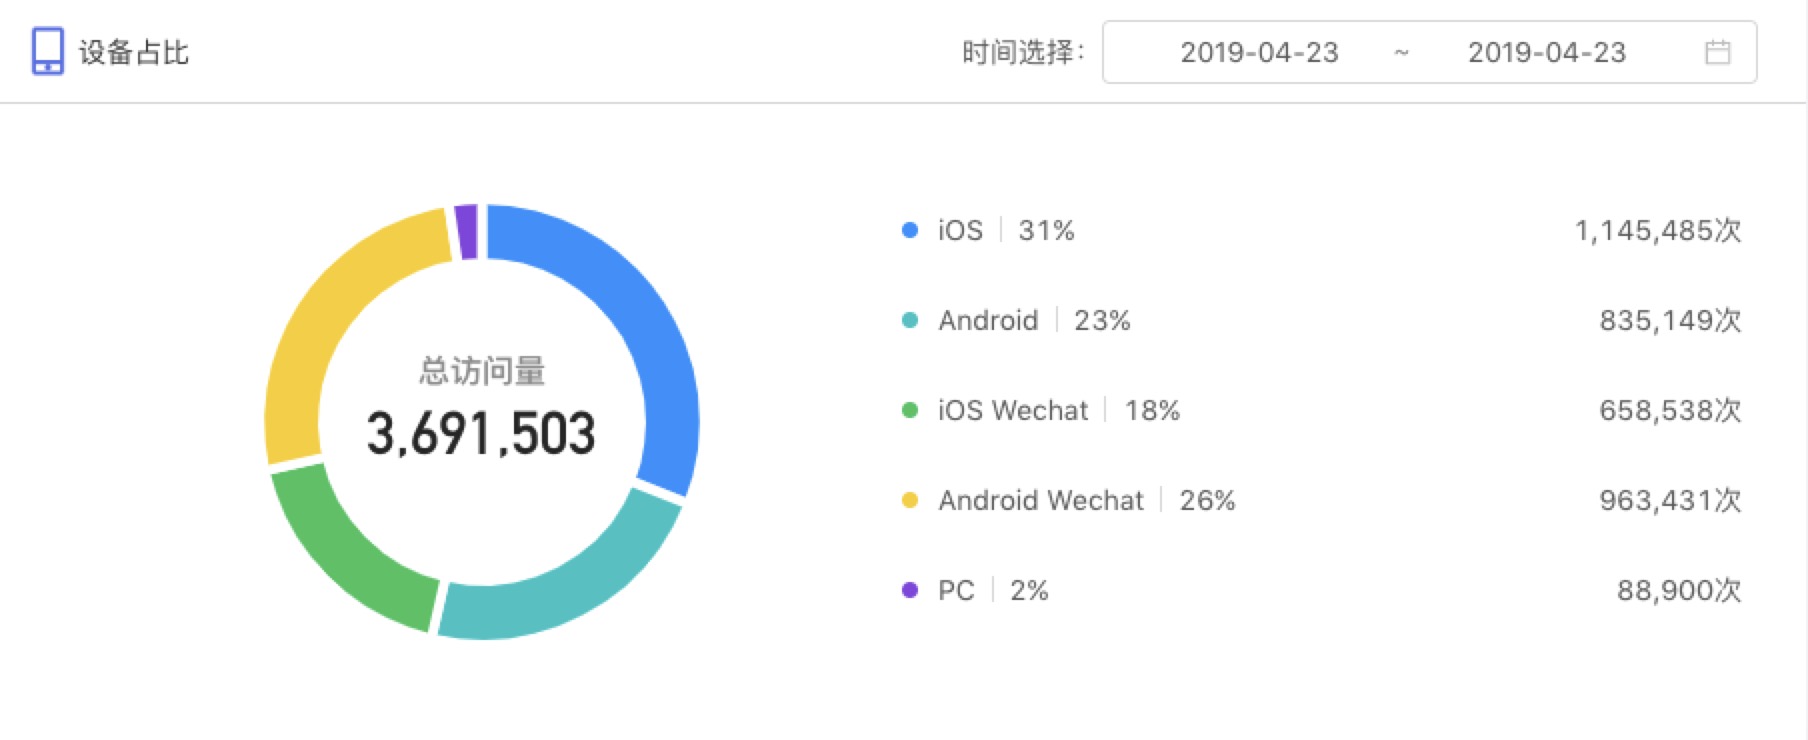 设备占比
时间选择：
2019-04-23 ~ 2019-04-23
总访问量
3,691,503
iOS | 31% 1,145,485次
Android | 23% 835,149次
iOS Wechat | 18% 658,538次
Android Wechat | 26% 963,431次
PC | 2% 88,900次